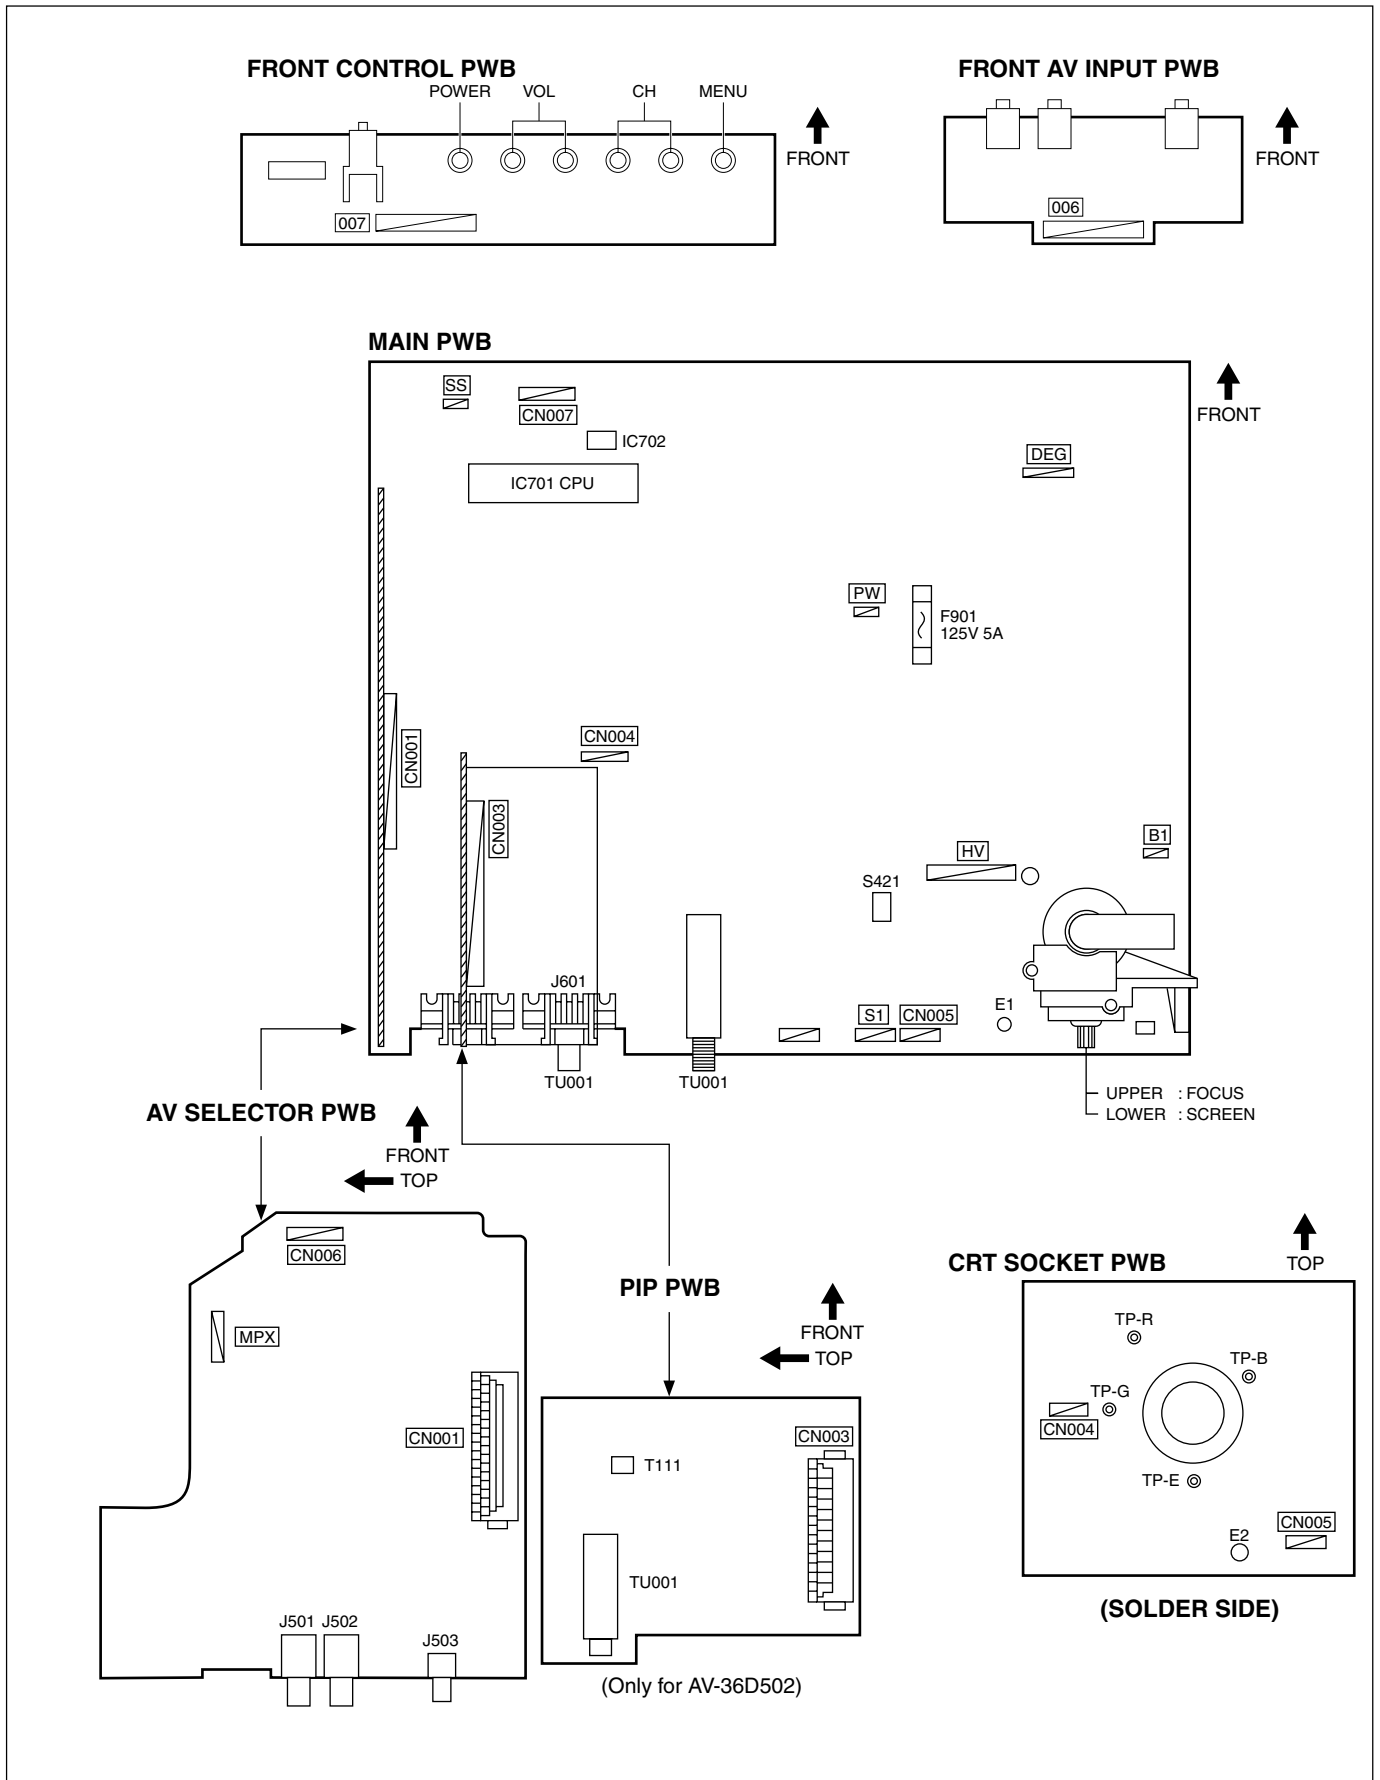 FRONT CONTROL PWB
POWER
VOL
CH
MENU
FRONT
007
FRONT AV INPUT PWB
FRONT
006
MAIN PWB
FRONT
SS
CN007
IC702
IC701 CPU
DEG
PW
F901
125V 5A
CN001
CN004
CN003
B1
HV
S421
J601
E1
S1
CN005
TU001
TU001
UPPER : FOCUS
LOWER : SCREEN
AV SELECTOR PWB
FRONT
TOP
CN006
MPX
CN001
J501
J502
J503
PIP PWB
FRONT
TOP
CN003
T111
TU001
(Only for AV-36D502)
CRT SOCKET PWB
TOP
TP-R
TP-B
TP-G
CN004
TP-E
CN005
E2
(SOLDER SIDE)